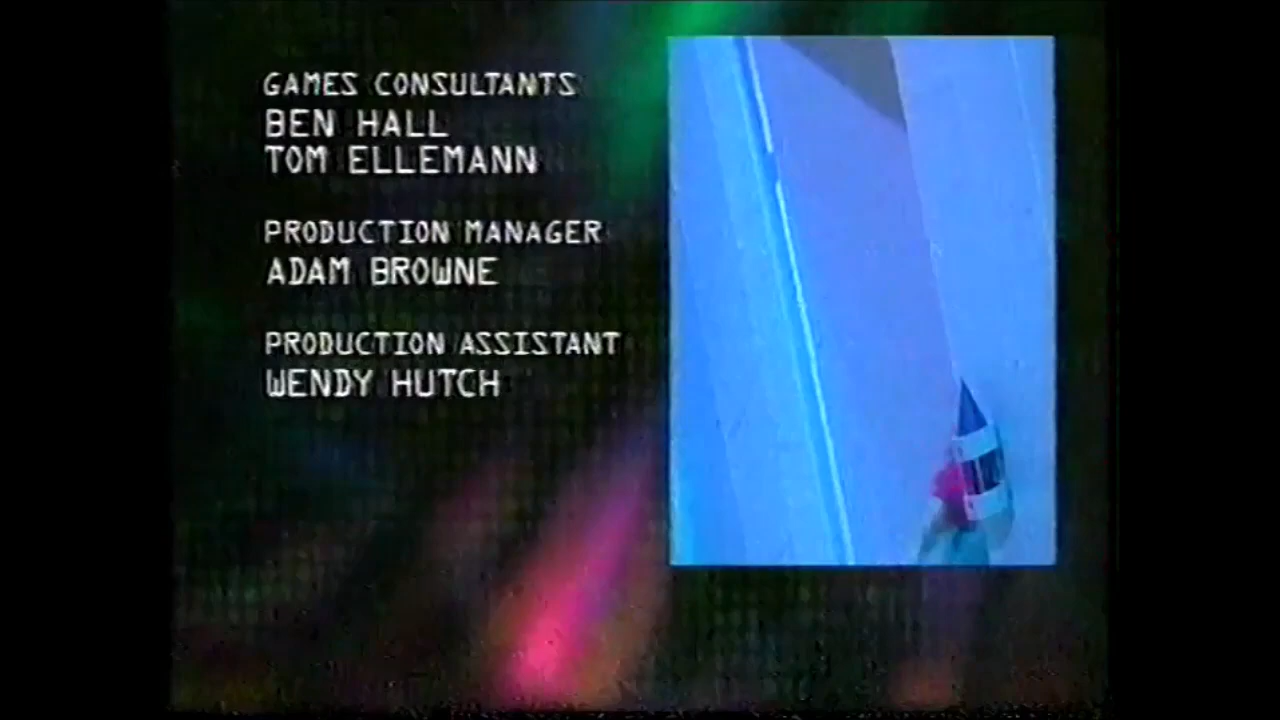 GAMES CONSULTANTS
BEN HALL
TOM ELLEMANN
PRODUCTION MANAGER
ADAM BROWNE
PRODUCTION ASSISTANT
WENDY HUTCH